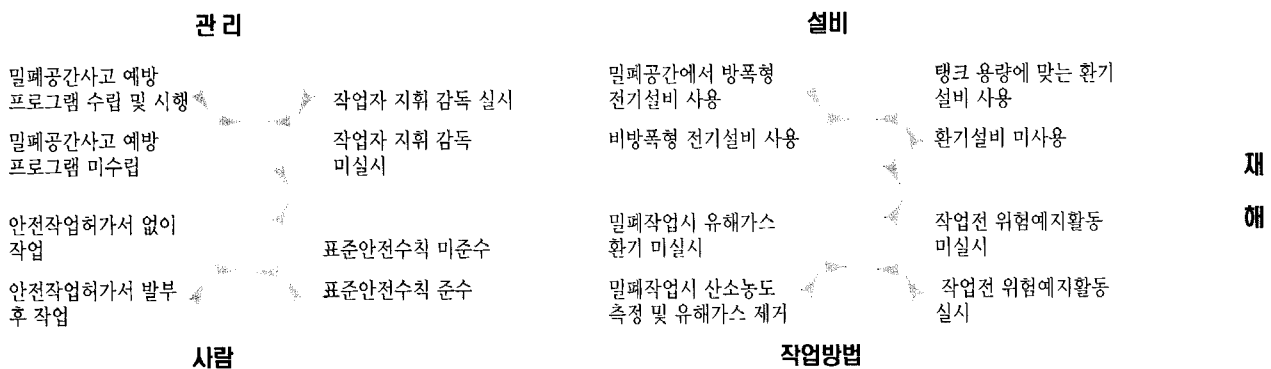 관 리
밀폐공간사고 예방
프로그램 수립 및 시행
작업자 지휘 감독 실시
밀폐공간사고 예방
프로그램 미수립
작업자 지휘 감독
미실시
안전작업허가서 없이
작업
표준안전수칙 미준수
안전작업허가서 발부
후 작업
표준안전수칙 준수
사람
설비
밀폐공간에서 방폭형
전기설비 사용
탱크 용량에 맞는 환기
설비 사용
비방폭형 전기설비 사용
환기설비 미사용
밀폐작업시 유해가스
환기 미실시
작업전 위험예지활동
미실시
밀폐작업시 산소농도
측정 및 유해가스 제거
작업전 위험예지활동
실시
작업방법
재
해